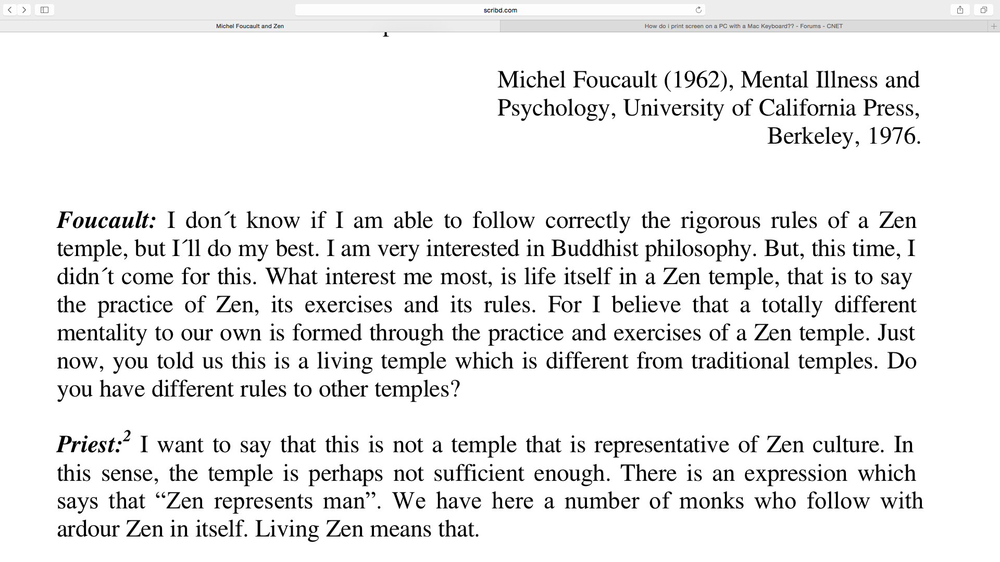 scribd.com
Michel Foucault and Zen
How do i print screen on a PC with a Mac Keyboard?? - Forums - CNET
Michel Foucault (1962), Mental Illness and
Psychology, University of California Press,
Berkeley, 1976.
Foucault: I don´t know if I am able to follow correctly the rigorous rules of a Zen
temple, but I´ll do my best. I am very interested in Buddhist philosophy. But, this time, I
didn´t come for this. What interest me most, is life itself in a Zen temple, that is to say
the practice of Zen, its exercises and its rules. For I believe that a totally different
mentality to our own is formed through the practice and exercises of a Zen temple. Just
now, you told us this is a living temple which is different from traditional temples. Do
you have different rules to other temples?
Priest:2 I want to say that this is not a temple that is representative of Zen culture. In
this sense, the temple is perhaps not sufficient enough. There is an expression which
says that “Zen represents man”. We have here a number of monks who follow with
ardour Zen in itself. Living Zen means that.